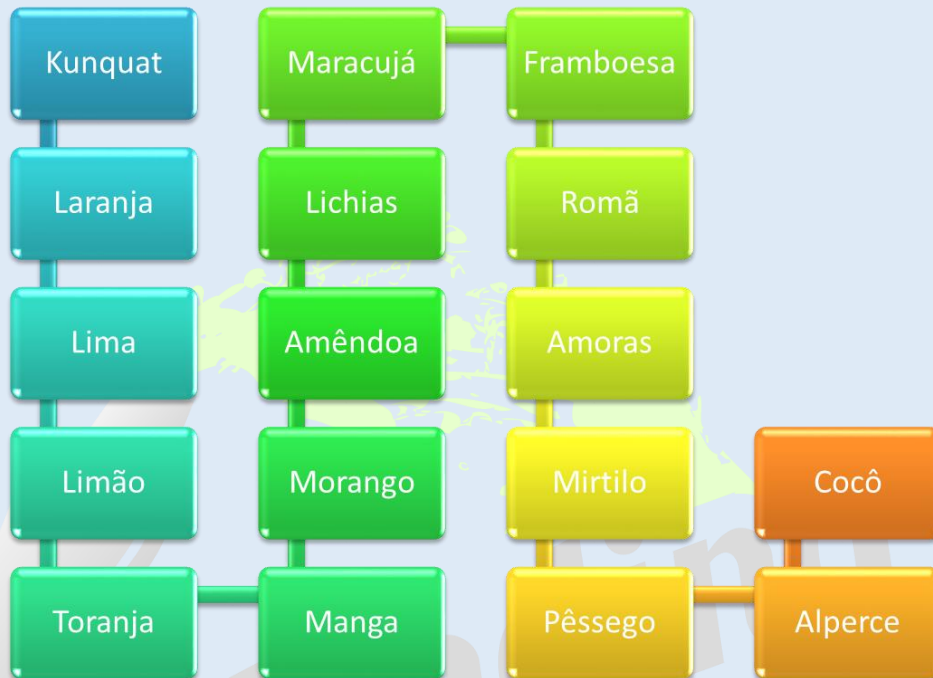 Kunquat
Laranja
Lima
Limão
Toranja
Manga
Morango
Amêndoa
Lichias
Maracujá
Framboesa
Romã
Amoras
Mirtilo
Pêssego
Alperce
Cocô